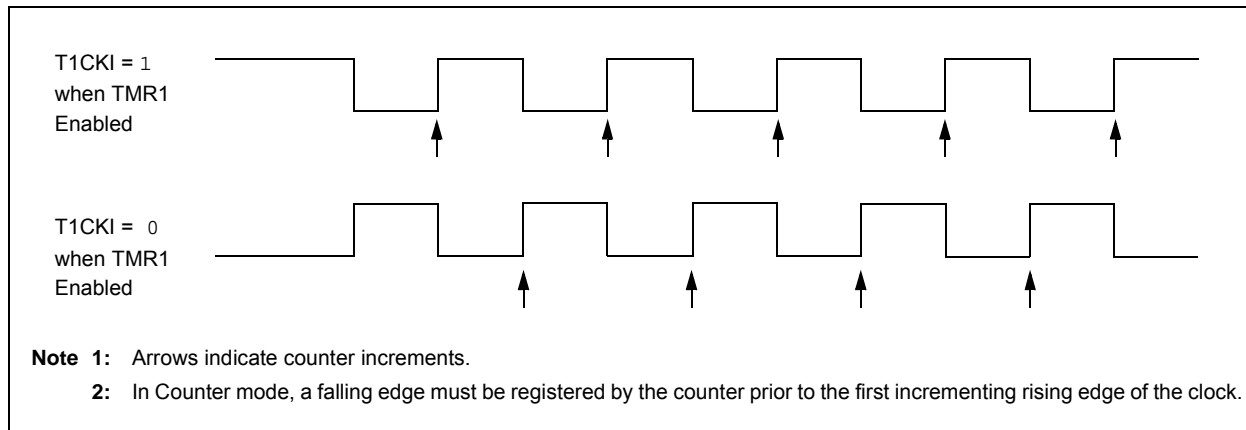 T1CKI = 1
when TMR1
Enabled
T1CKI = 0
when TMR1
Enabled
Note 1: Arrows indicate counter increments.
2: In Counter mode, a falling edge must be registered by the counter prior to the first incrementing rising edge of the clock.